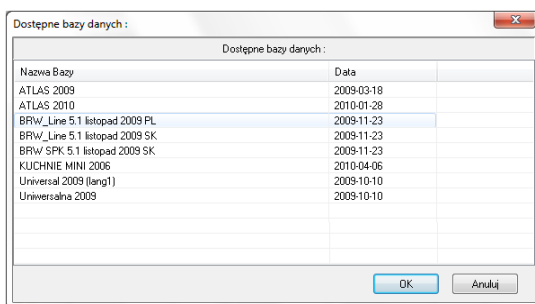 Dostępne bazy danych :
Dostępne bazy danych :
Nazwa Bazy Data
ATLAS 2009 2009-03-18
ATLAS 2010 2010-01-28
BRW_Line 5.1 listopad 2009 PL 2009-11-23
BRW_Line 5.1 listopad 2009 SK 2009-11-23
BRW SPK 5.1 listopad 2009 SK 2009-11-23
KUCHNIE MINI 2006 2010-04-06
Universal 2009 (lang1) 2009-10-10
Uniwersalna 2009 2009-10-10
OK Anuluj